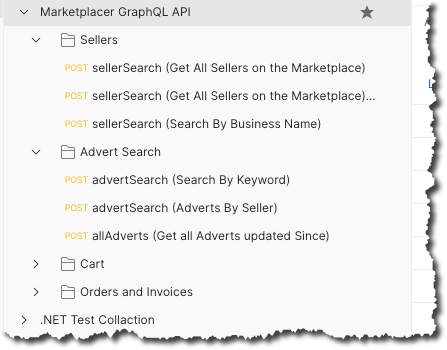 Marketplacer GraphQL API
Sellers
POST sellerSearch (Get All Sellers on the Marketplace)
POST sellerSearch (Get All Sellers on the Marketplace)...
POST sellerSearch (Search By Business Name)
Advert Search
POST advertSearch (Search By Keyword)
POST advertSearch (Adverts By Seller)
POST allAdverts (Get all Adverts updated Since)
Cart
Orders and Invoices
.NET Test Collaction